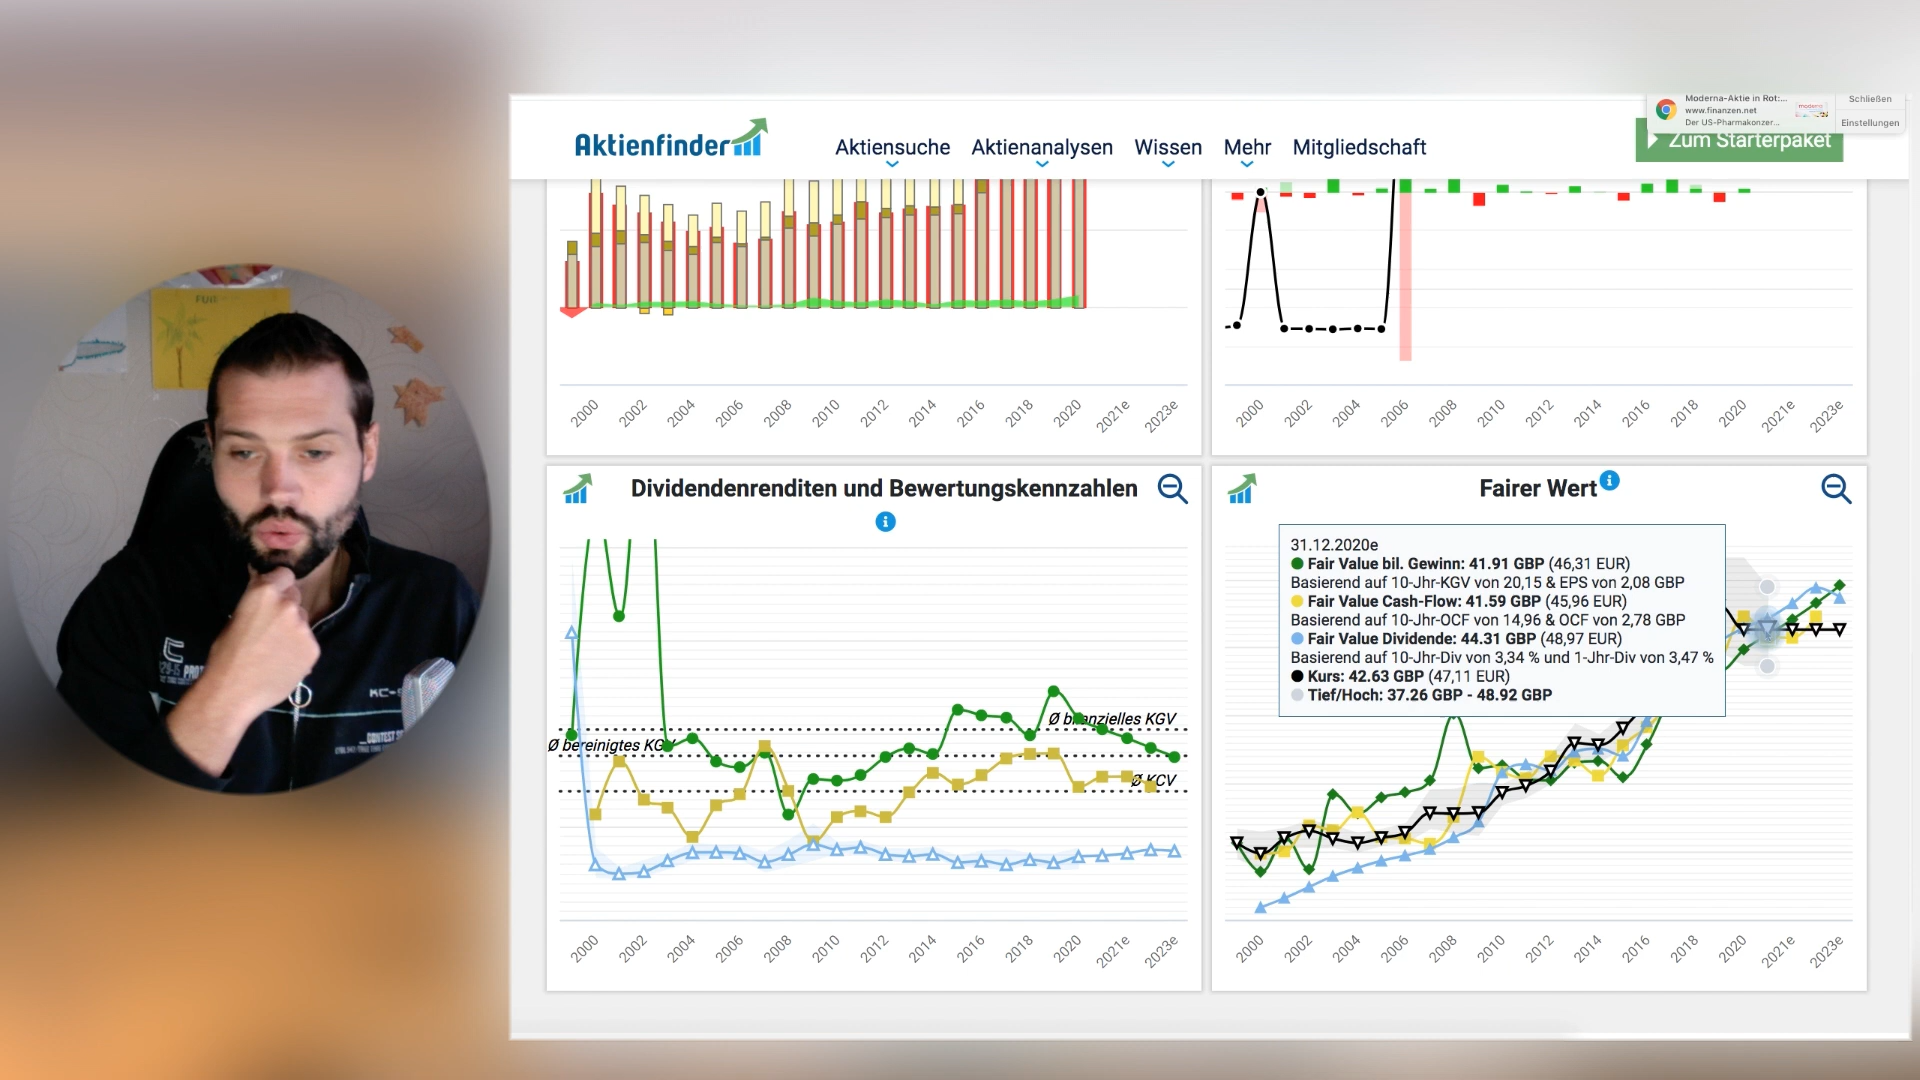 Aktienfinder
Aktiensuche
Aktienanalysen
Wissen
Mehr
Mitgliedschaft
Zum Starterpaket
Moderna-Aktie in Rot:...
www.finanzen.net
Der US-Pharmakonzer...
Schließen
Einstellungen
2000 2002 2004 2006 2008 2010 2012 2014 2016 2018 2020 2021e 2023e
2000 2002 2004 2006 2008 2010 2012 2014 2016 2018 2020 2021e 2023e
Dividendenrenditen und Bewertungskennzahlen
Ø bereinigtes KG
Ø KCV
2000 2002 2004 2006 2008 2010 2012 2014 2016 2018 2020 2021e 2023e
Fairer Wert
31.12.2020e
Fair Value bil. Gewinn: 41.91 GBP (46,31 EUR)
Basierend auf 10-Jhr-KGV von 20,15 & EPS von 2,08 GBP
Fair Value Cash-Flow: 41.59 GBP (45,96 EUR)
Basierend auf 10-Jhr-OCF von 14,96 & OCF von 2,78 GBP
Fair Value Dividende: 44.31 GBP (48,97 EUR)
Basierend auf 10-Jhr-Div von 3,34 % und 1-Jhr-Div von 3,47 %
Kurs: 42.63 GBP (47,11 EUR)
Tief/Hoch: 37.26 GBP - 48.92 GBP
2000 2002 2004 2006 2008 2010 2012 2014 2016 2018 2020 2021e 2023e